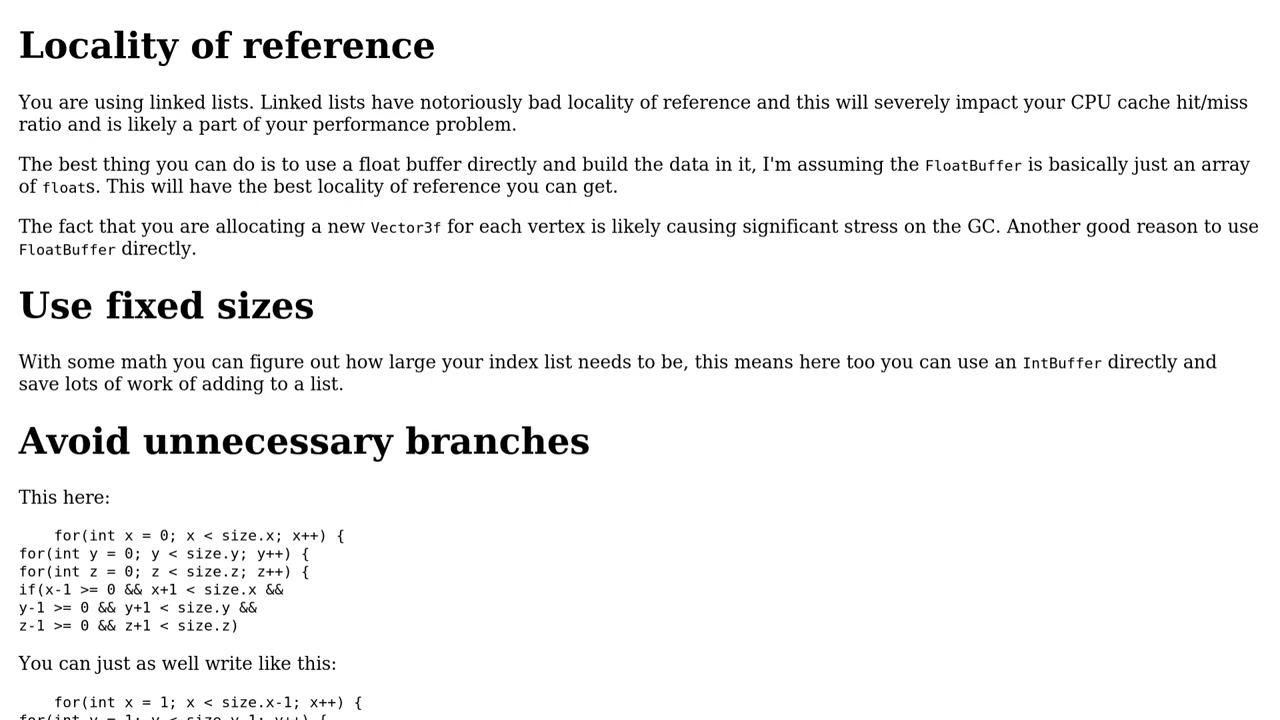 Locality of reference
You are using linked lists. Linked lists have notoriously bad locality of reference and this will severely impact your CPU cache hit/miss
ratio and is likely a part of your performance problem.
The best thing you can do is to use a float buffer directly and build the data in it, I'm assuming the FloatBuffer is basically just an array
of floats. This will have the best locality of reference you can get.
The fact that you are allocating a new Vector3f for each vertex is likely causing significant stress on the GC. Another good reason to use
FloatBuffer directly.
Use fixed sizes
With some math you can figure out how large your index list needs to be, this means here too you can use an IntBuffer directly and
save lots of work of adding to a list.
Avoid unnecessary branches
This here:
    for(int x = 0; x < size.x; x++) {
for(int y = 0; y < size.y; y++) {
for(int z = 0; z < size.z; z++) {
if(x-1 >= 0 && x+1 < size.x &&
y-1 >= 0 && y+1 < size.y &&
z-1 >= 0 && z+1 < size.z)
You can just as well write like this:
    for(int x = 1; x < size.x-1; x++) {
for(int y = 1; y < size.y-1; y++) {